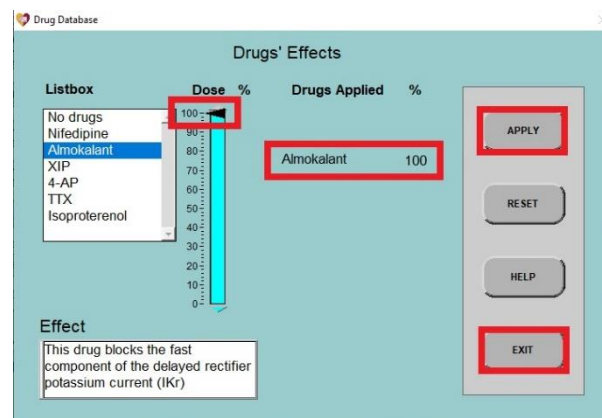 Drug Database
Drugs' Effects
Listbox
Dose %
Drugs Applied %
No drugs
Nifedipine
Almokalant
XIP
4-AP
TTX
Isoproterenol
100
90
80
70
60
50
40
30
20
10
0
Almokalant 100
APPLY
RESET
HELP
EXIT
Effect
This drug blocks the fast
component of the delayed rectifier
potassium current (IKr)